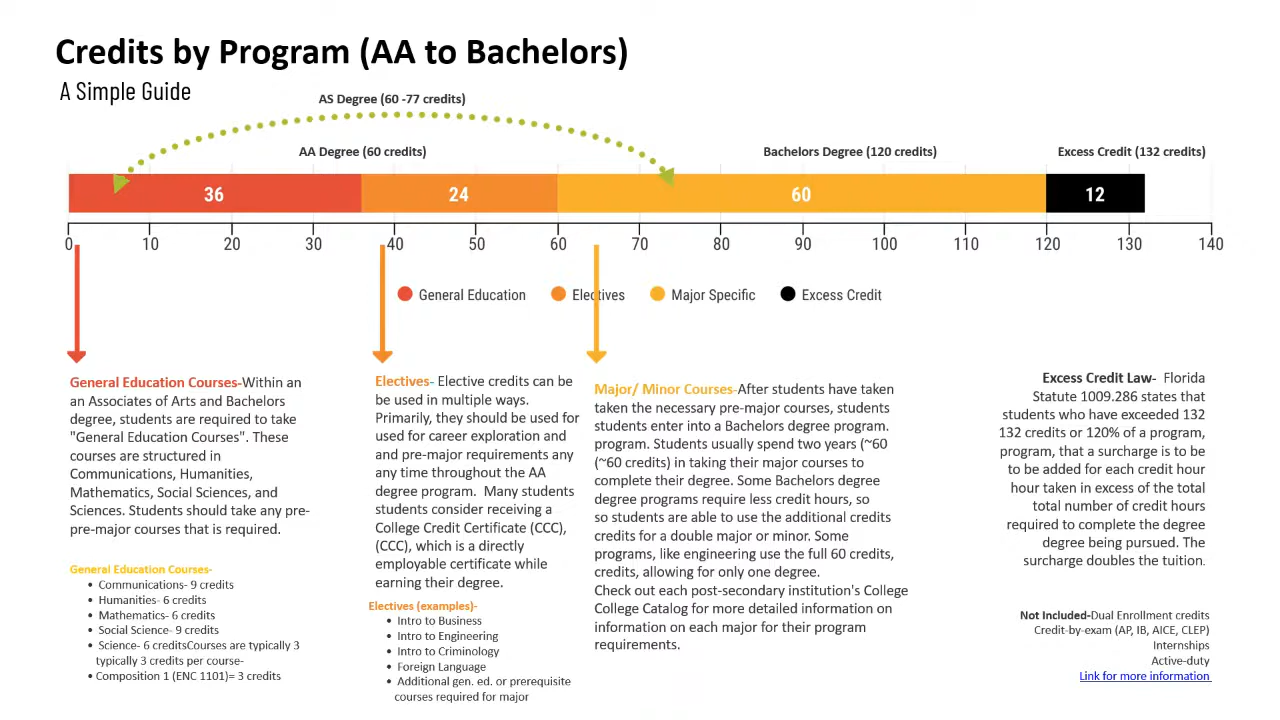 Credits by Program (AA to Bachelors)
A Simple Guide
AS Degree (60 -77 credits)
AA Degree (60 credits)
Bachelors Degree (120 credits)
Excess Credit (132 credits)
36
24
60
12
0
10
20
30
40
50
60
70
80
90
100
110
120
130
140
General Education
Electives
Major Specific
Excess Credit
General Education Courses-Within an
an Associates of Arts and Bachelors
degree, students are required to take
"General Education Courses". These
courses are structured in
Communications, Humanities,
Mathematics, Social Sciences, and
Sciences. Students should take any pre-
pre-major courses that is required.
General Education Courses-
• Communications- 9 credits
• Humanities- 6 credits
• Mathematics- 6 credits
• Social Science- 9 credits
• Science- 6 creditsCourses are typically 3
typically 3 credits per course-
• Composition 1 (ENC 1101)= 3 credits
Electives- Elective credits can be
be used in multiple ways.
Primarily, they should be used for
used for career exploration and
and pre-major requirements any
any time throughout the AA
degree program. Many students
students consider receiving a
College Credit Certificate (CCC),
(CCC), which is a directly
employable certificate while
earning their degree.
Electives (examples)-
• Intro to Business
• Intro to Engineering
• Intro to Criminology
• Foreign Language
• Additional gen. ed. or prerequisite
courses required for major
Major/ Minor Courses-After students have taken
taken the necessary pre-major courses, students
students enter into a Bachelors degree program.
program. Students usually spend two years (~60
(~60 credits) in taking their major courses to
complete their degree. Some Bachelors degree
degree programs require less credit hours, so
so students are able to use the additional credits
credits for a double major or minor. Some
programs, like engineering use the full 60 credits,
credits, allowing for only one degree.
Check out each post-secondary institution's College
College Catalog for more detailed information on
information on each major for their program
requirements.
Excess Credit Law- Florida
Statute 1009.286 states that
students who have exceeded 132
132 credits or 120% of a program,
program, that a surcharge is to be
to be added for each credit hour
hour taken in excess of the total
total number of credit hours
required to complete the degree
degree being pursued. The
surcharge doubles the tuition.
Not Included-Dual Enrollment credits
Credit-by-exam (AP, IB, AICE, CLEP)
Internships
Active-duty
Link for more information